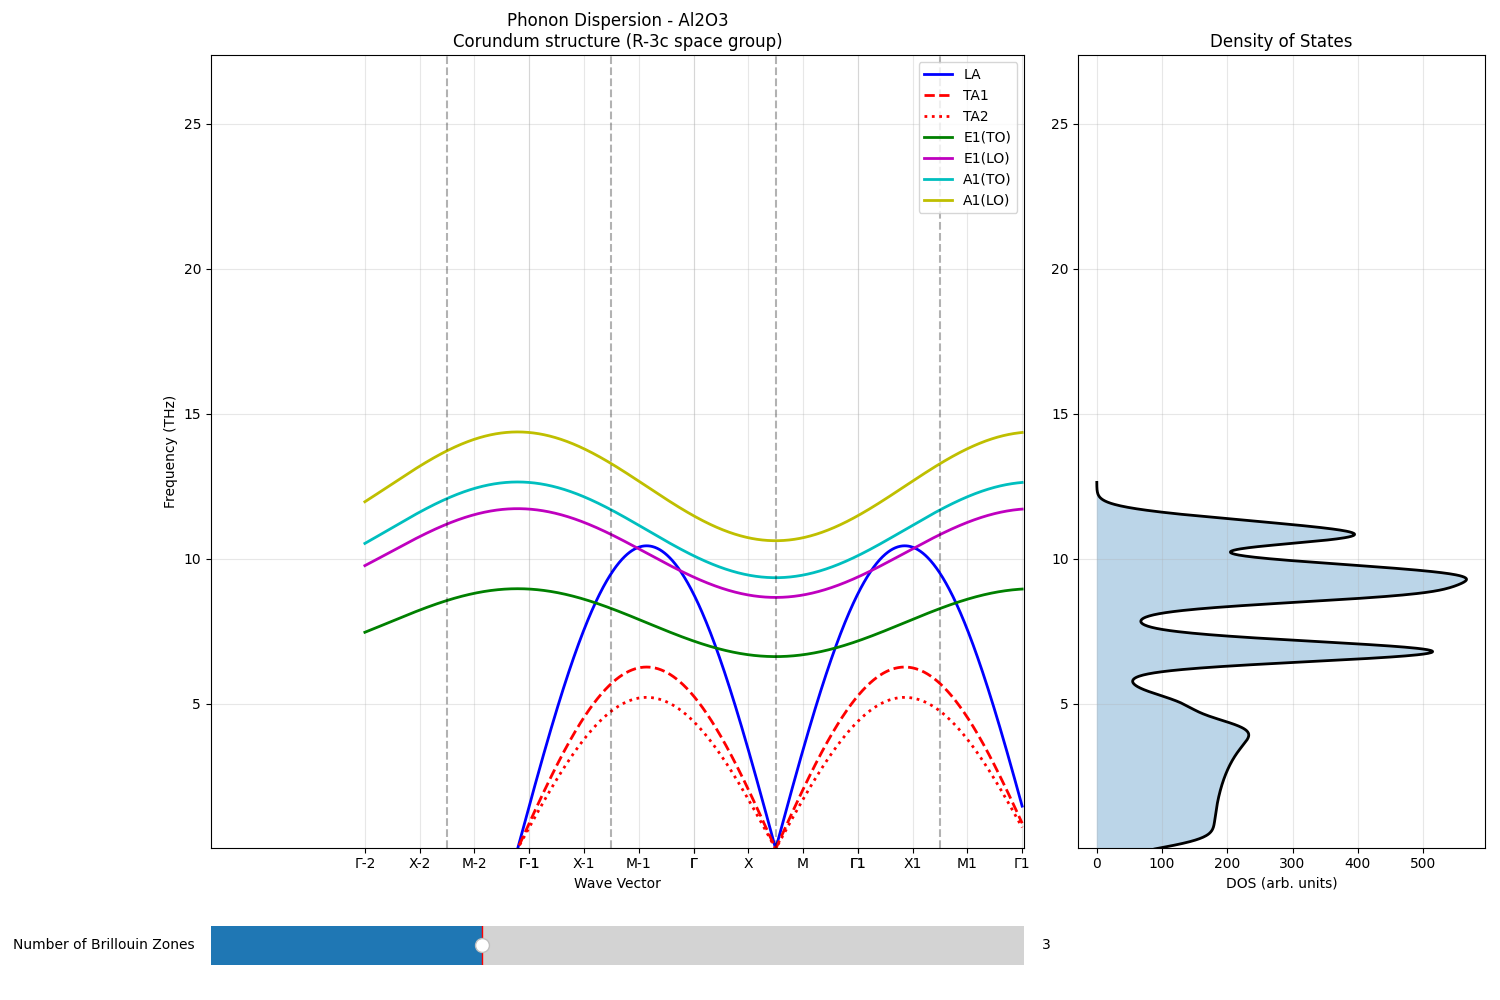 Phonon Dispersion - Al2O3
Corundum structure (R-3c space group)
Density of States
LA
TA1
TA2
E1(TO)
E1(LO)
A1(TO)
A1(LO)
Frequency (THz)
25
20
15
10
5
Γ-2 X-2 M-2 Γ-1 X-1 M-1 Γ X M Γ1 X1 M1 Γ1
Wave Vector
25
20
15
10
5
0 100 200 300 400 500
DOS (arb. units)
Number of Brillouin Zones 3